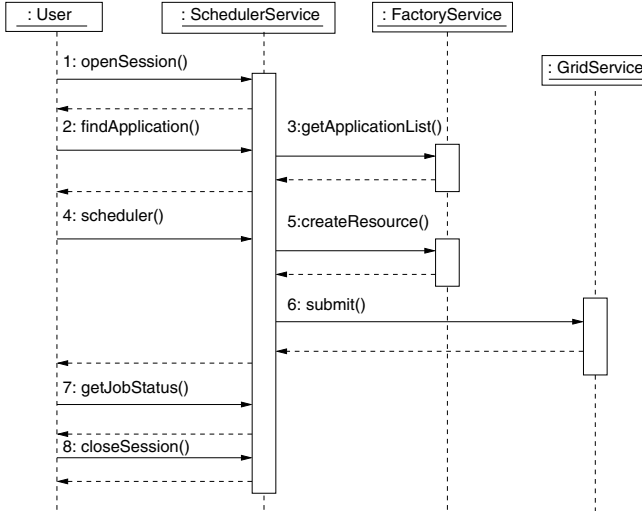 : User
: SchedulerService
: FactoryService
: GridService
1: openSession()
2: findApplication()
3:getApplicationList()
4: scheduler()
5:createResource()
6: submit()
7: getJobStatus()
8: closeSession()